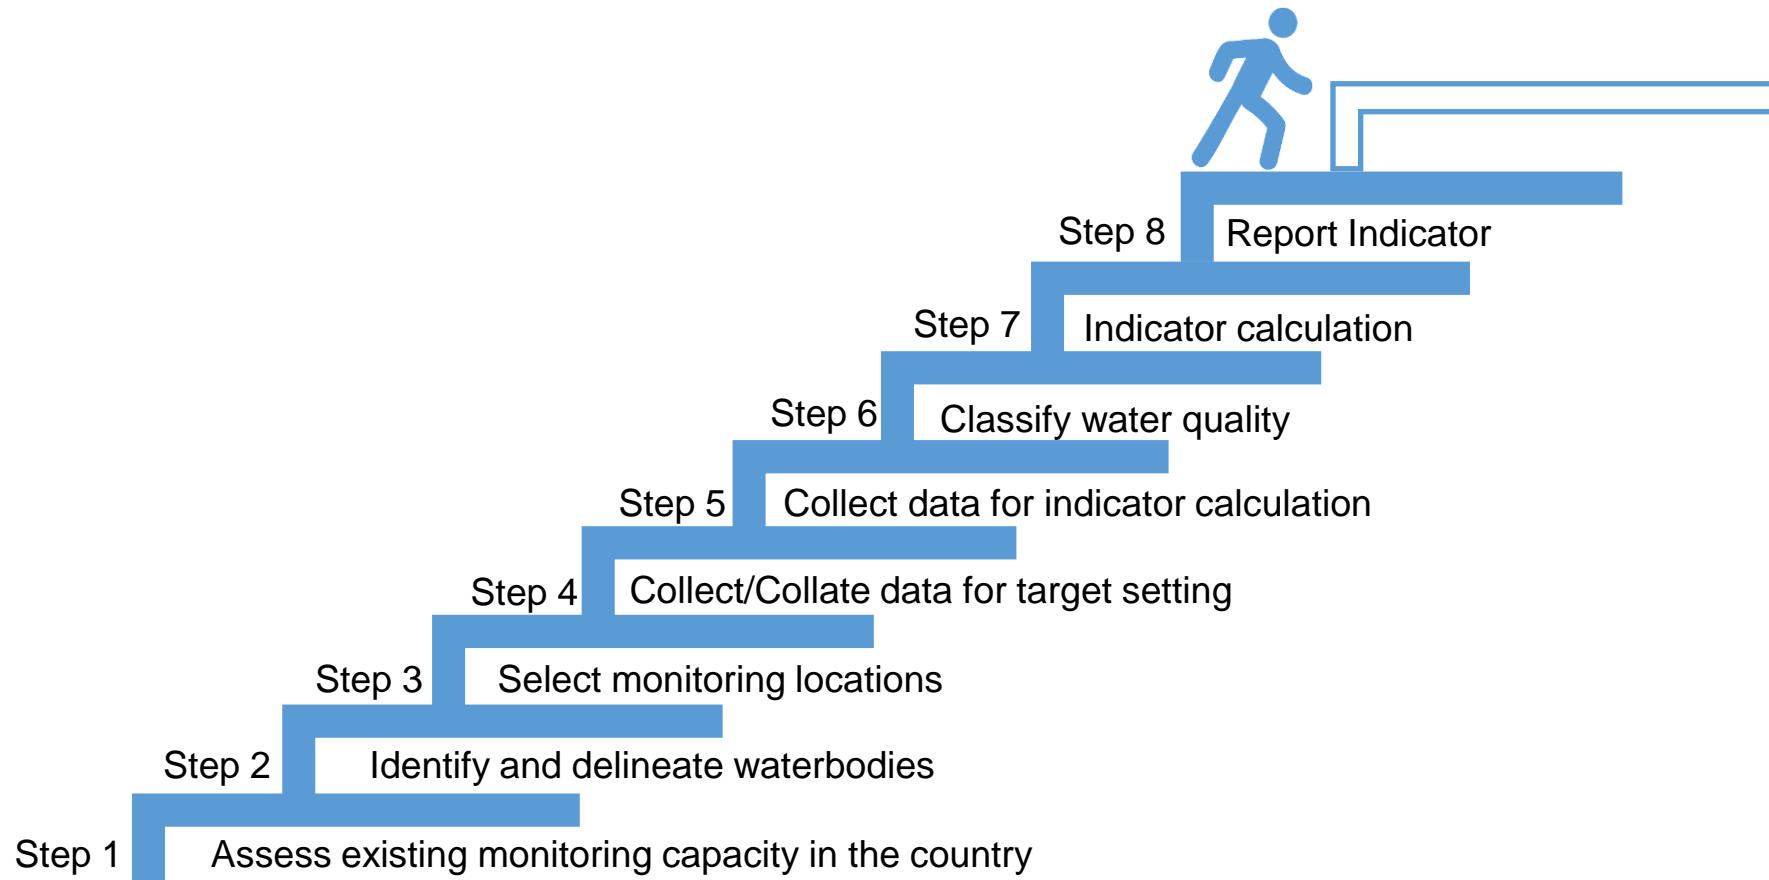 Step 8 Report Indicator
Step 7 Indicator calculation
Step 6 Classify water quality
Step 5 Collect data for indicator calculation
Step 4 Collect/Collate data for target setting
Step 3 Select monitoring locations
Step 2 Identify and delineate waterbodies
Step 1 Assess existing monitoring capacity in the country